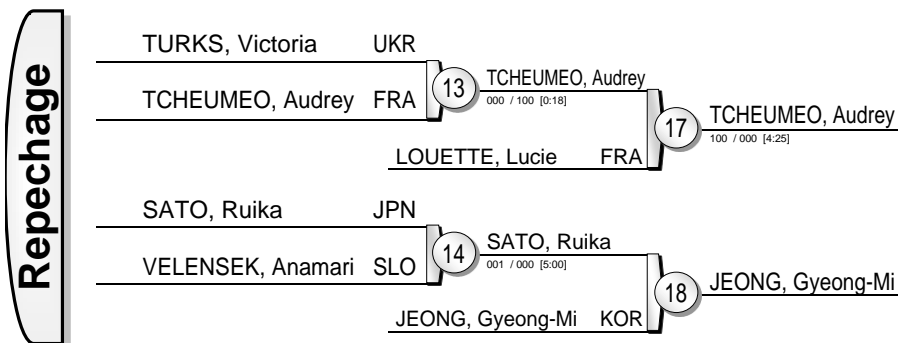 Repechage
TURKS, Victoria UKR
TCHEUMEO, Audrey FRA
13
TCHEUMEO, Audrey
000 / 100 [0:18]
LOUETTE, Lucie FRA
17
TCHEUMEO, Audrey
100 / 000 [4:25]
SATO, Ruika JPN
VELENSEK, Anamari SLO
14
SATO, Ruika
001 / 000 [5:00]
JEONG, Gyeong-Mi KOR
18
JEONG, Gyeong-Mi